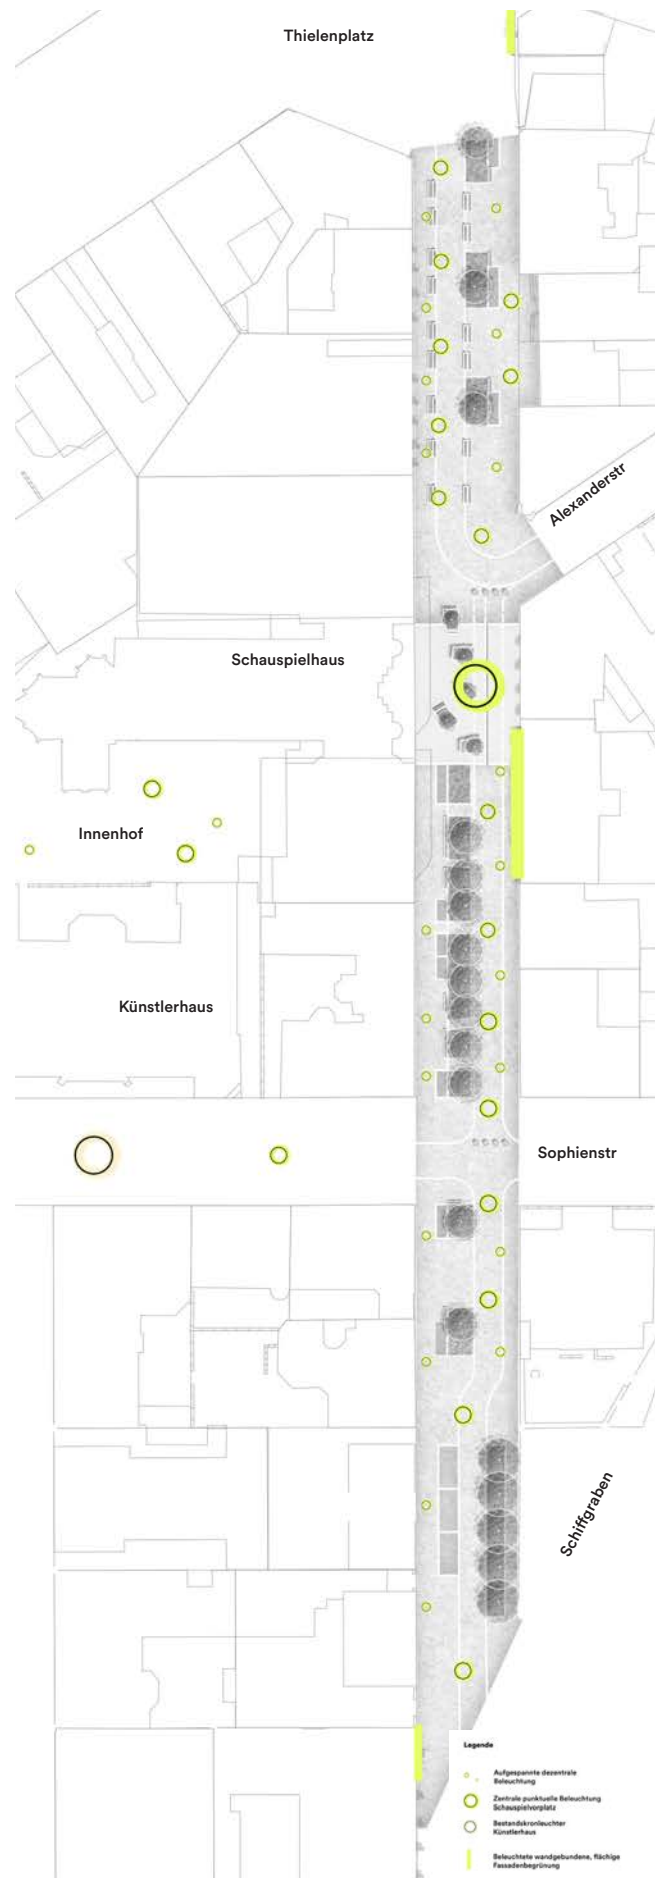 Thielenplatz
Alexanderstr
Schauspielhaus
Innenhof
Künstlerhaus
Sophienstr
Schiffgraben
Legende
Aufgespannte dezentrale
Beleuchtung
Zentrale punktuelle Beleuchtung
Schauspielvorplatz
Bestandskronleuchter
Künstlerhaus
Beleuchtete wandgebundene, flächige
Fassadenbegrünung